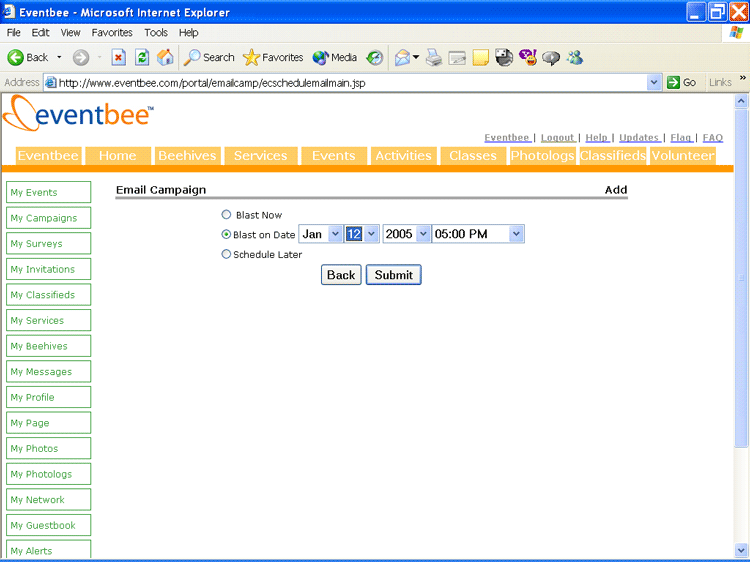 Eventbee - Microsoft Internet Explorer
File Edit View Favorites Tools Help
Back Search Favorites Media
Address http://www.eventbee.com/portal/emailcamp/ecschedulemailmain.jsp Go Links »
eventbee™
Eventbee | Logout | Help | Updates | Flag | FAQ
Eventbee Home Beehives Services Events Activities Classes Photologs Classifieds Volunteer
My Events
My Campaigns
My Surveys
My Invitations
My Classifieds
My Services
My Beehives
My Messages
My Profile
My Page
My Photos
My Photologs
My Network
My Guestbook
My Alerts
Email Campaign Add
Blast Now
Blast on Date Jan 12 2005 05:00 PM
Schedule Later
Back Submit